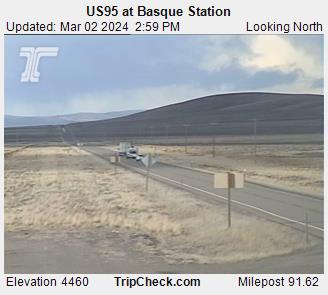 US95 at Basque Station
Updated: Mar 02 2024 2:59 PM Looking North
Elevation 4460 TripCheck.com Milepost 91.62